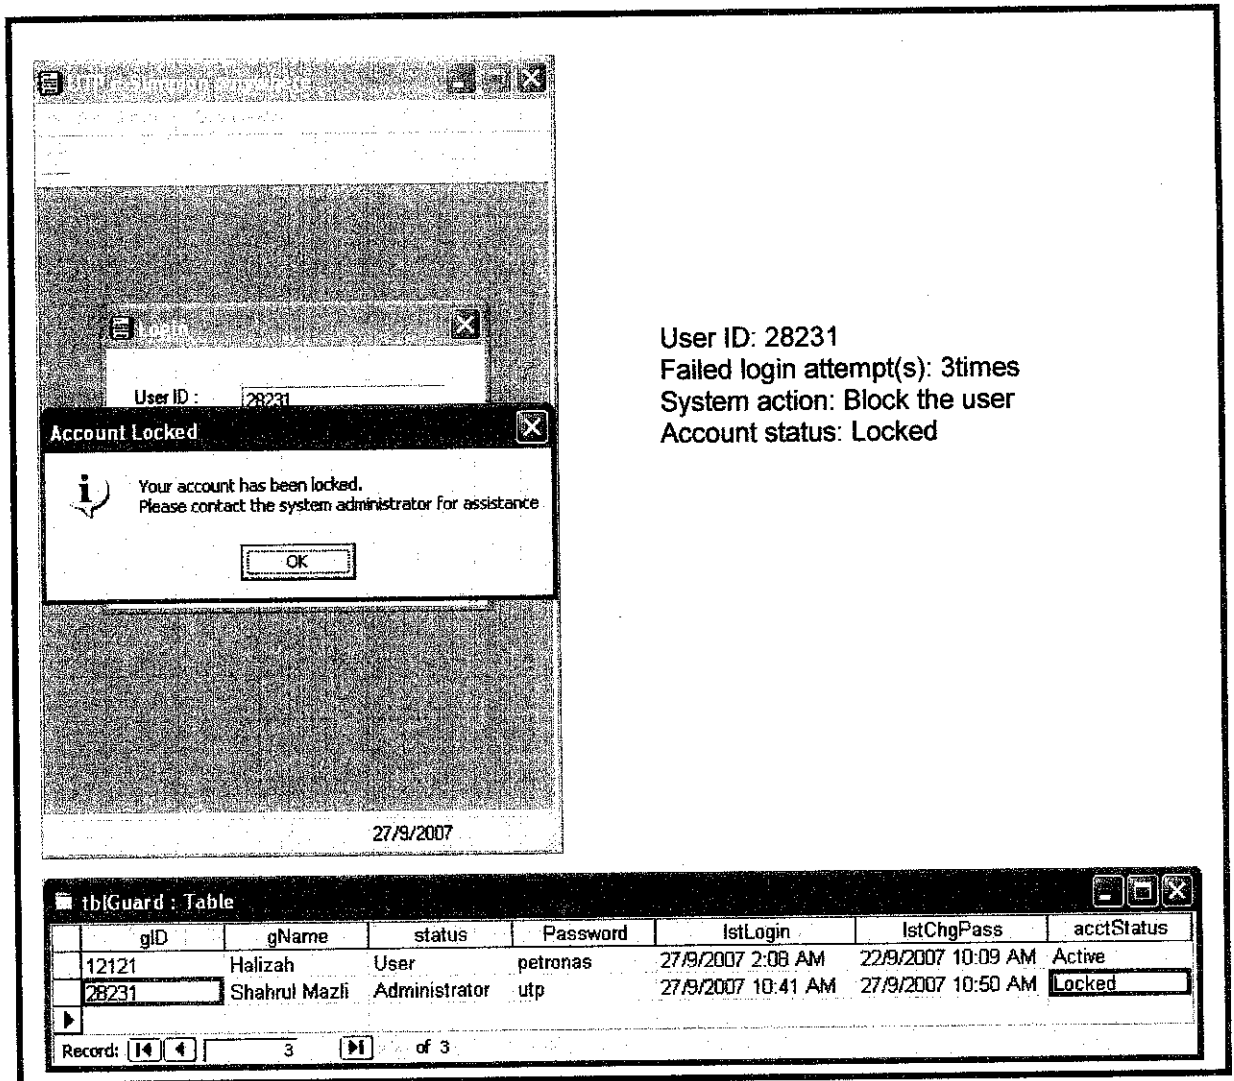 Login
User ID :
28231
Account Locked
Your account has been locked.
Please contact the system administrator for assistance
OK
27/9/2007
User ID: 28231
Failed login attempt(s): 3times
System action: Block the user
Account status: Locked
tblGuard : Table
gID gName status Password lstLogin lstChgPass acctStatus
12121 Halizah User petronas 27/9/2007 2:08 AM 22/9/2007 10:09 AM Active
28231 Shahrul Mazli Administrator utp 27/9/2007 10:41 AM 27/9/2007 10:50 AM Locked
Record: 3 of 3